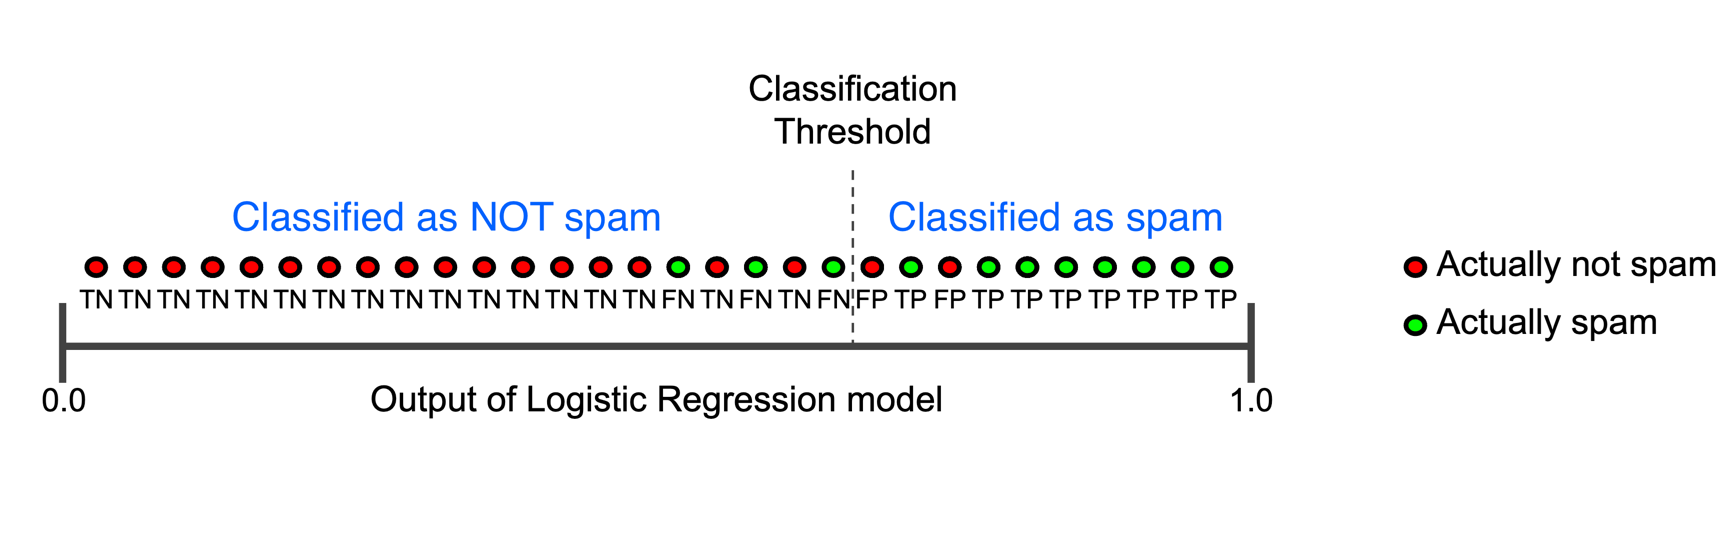 Classification
Threshold
Classified as NOT spam
Classified as spam
TN TN TN TN TN TN TN TN TN TN TN TN TN TN TN FN TN FN TN FN FP TP FP TP TP TP TP TP TP TP
Actually not spam
Actually spam
0.0
Output of Logistic Regression model
1.0